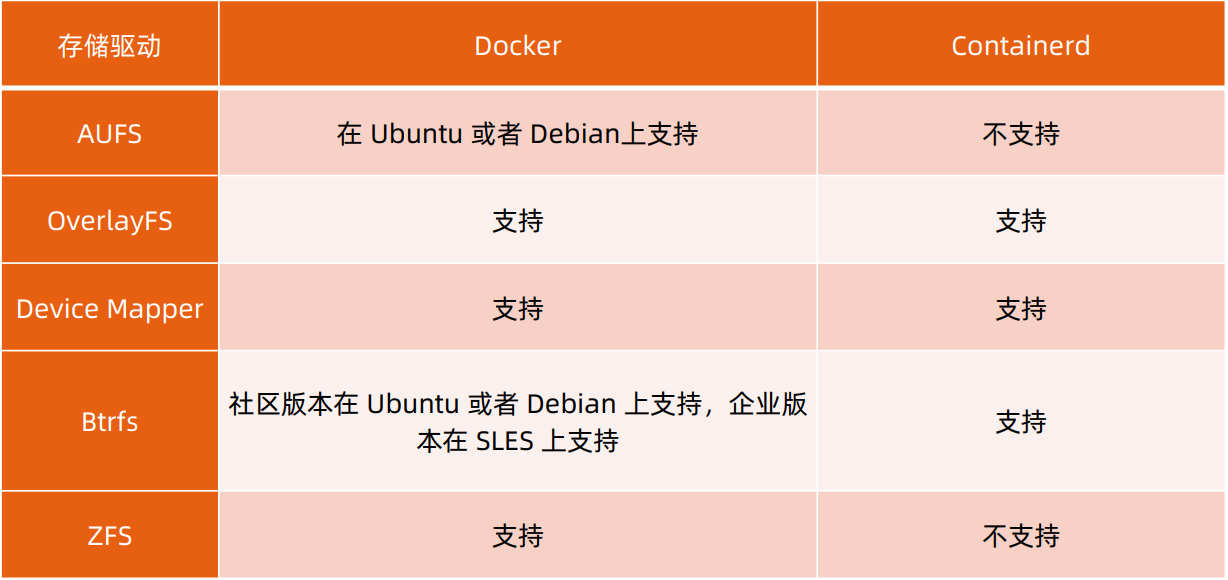 存储驱动 Docker Containerd
AUFS 在 Ubuntu 或者 Debian上支持 不支持
OverlayFS 支持 支持
Device Mapper 支持 支持
Btrfs 社区版本在 Ubuntu 或者 Debian 上支持，企业版
本在 SLES 上支持 支持
ZFS 支持 不支持